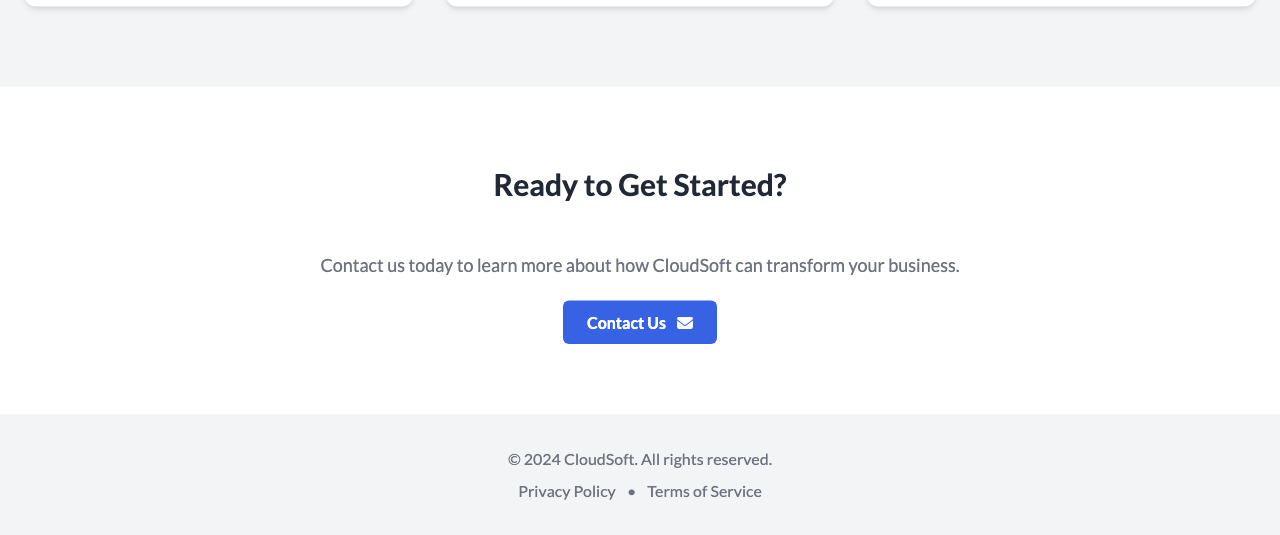 Ready to Get Started?
Contact us today to learn more about how CloudSoft can transform your business.
Contact Us
© 2024 CloudSoft. All rights reserved.
Privacy Policy • Terms of Service